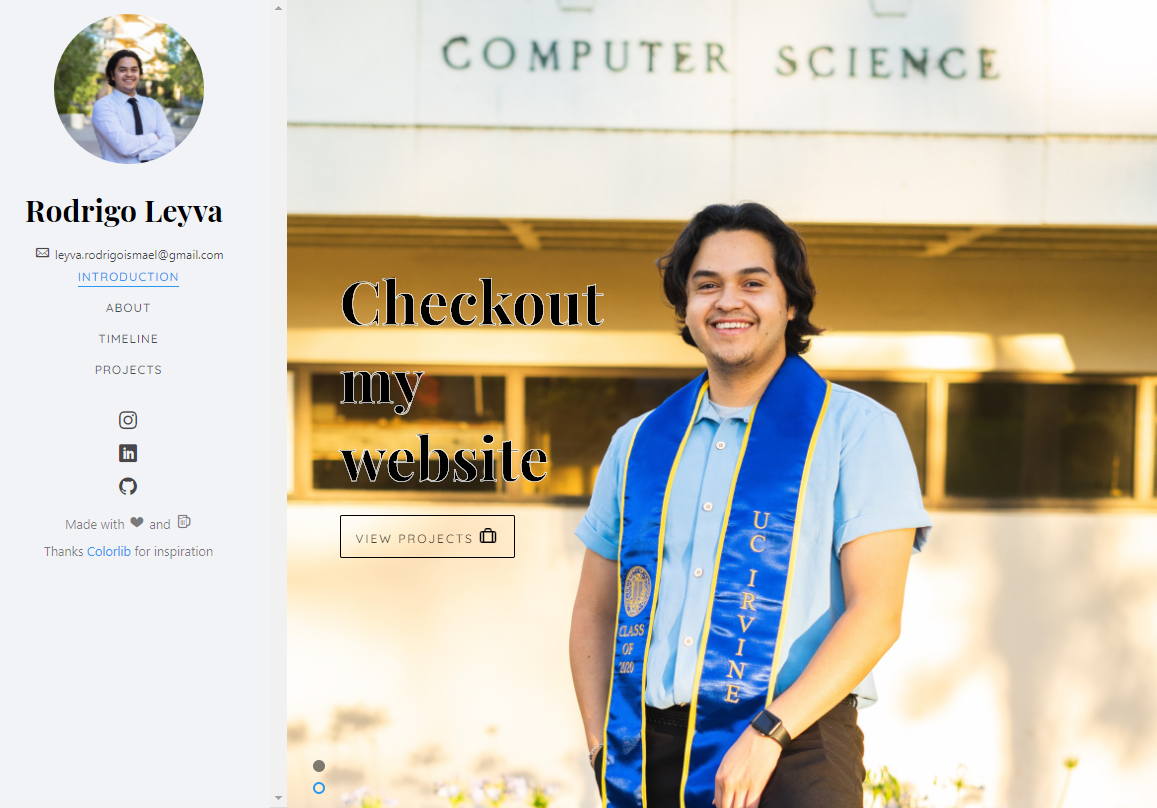 Rodrigo Leyva
leyva.rodrigoismael@gmail.com
INTRODUCTION
ABOUT
TIMELINE
PROJECTS
Made with and
Thanks Colorlib for inspiration
COMPUTER SCIENCE
Checkout
my
website
VIEW PROJECTS
UC IRVINE
CLASS
OF
2020